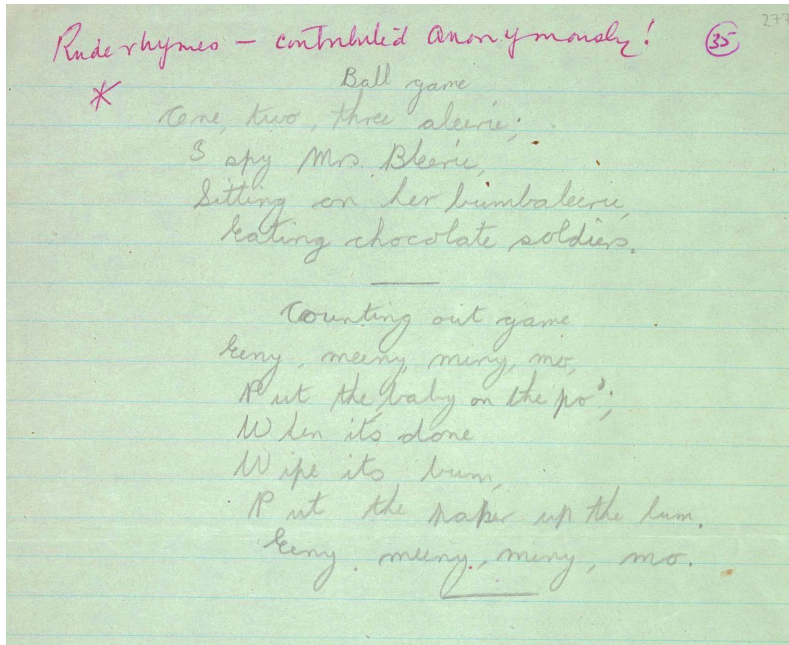 277
Rude rhymes — contributed anonymously! 35
*
Ball game
One, two, three aleerie;
I spy Mrs Bleerie,
Sitting on her bumbaleerie,
Eating chocolate soldiers.
Counting out game
Eeny, meeny, miny, mo,
Put the baby on the po';
When its done
Wipe its bum,
Put the paper up the lum.
Eeny, meeny, miny, mo.